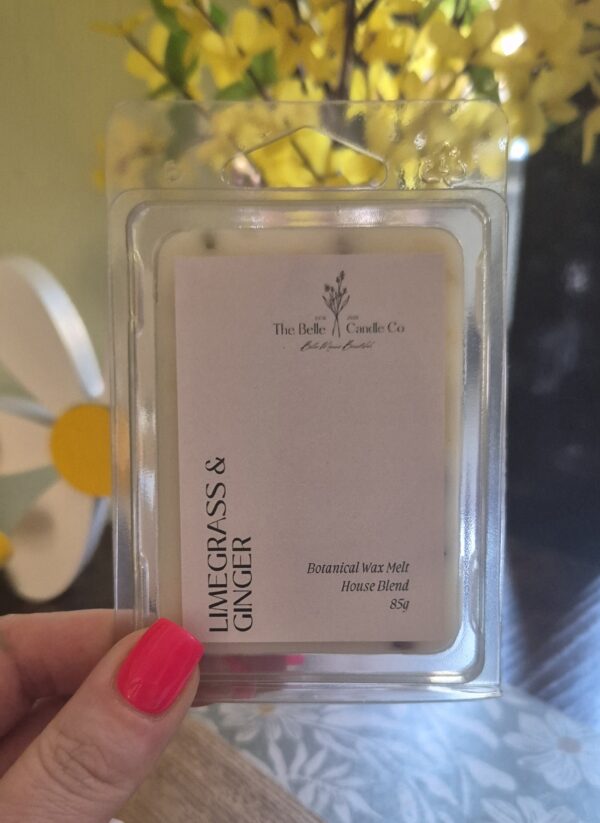 The Belle Candle Co
LIMEGRASS &
GINGER
Botanical Wax Melt
House Blend
85g